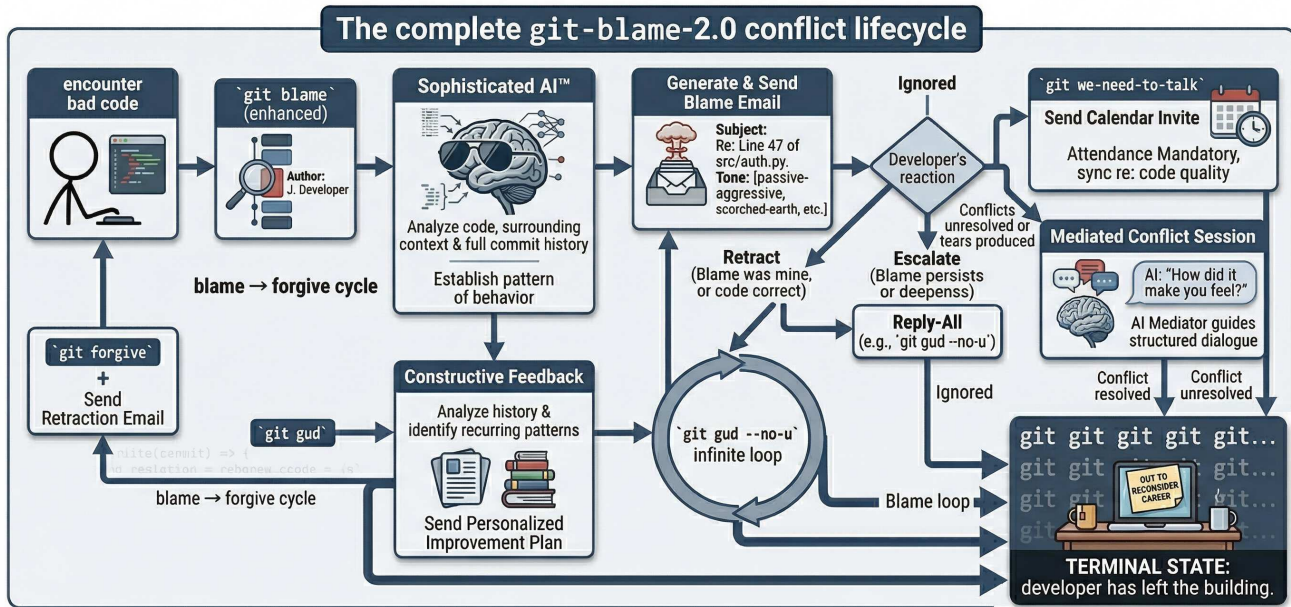 The complete git-blame-2.0 conflict lifecycle
encounter
bad code
`git blame`
(enhanced)
Author:
J. Developer
Sophisticated AI™
Analyze code, surrounding
context & full commit history
Establish pattern
of behavior
Generate & Send
Blame Email
Subject:
Re: Line 47 of
src/auth.py.
Tone: [passive-
aggressive,
scorched-earth, etc.]
Ignored
Developer's
reaction
`git we-need-to-talk`
Send Calendar Invite
Attendance Mandatory,
sync re: code quality
Conflicts
unresolved or
tears produced
Mediated Conflict Session
AI: "How did it
make you feel?"
AI Mediator guides
structured dialogue
Retract
(Blame was mine,
or code correct)
Escalate
(Blame persists
or deepenss)
Reply-All
(e.g., 'git gud --no-u')
blame → forgive cycle
`git forgive`
+
Send
Retraction Email
Constructive Feedback
Analyze history &
identify recurring patterns
Send Personalized
Improvement Plan
`git gud`
blame → forgive cycle
`git gud --no-u`
infinite loop
Ignored
Blame loop
Conflict
resolved
Conflict
unresolved
git git git git git...
git git git git git...
OUT TO
RECONSIDER
CAREER
TERMINAL STATE:
developer has left the building.